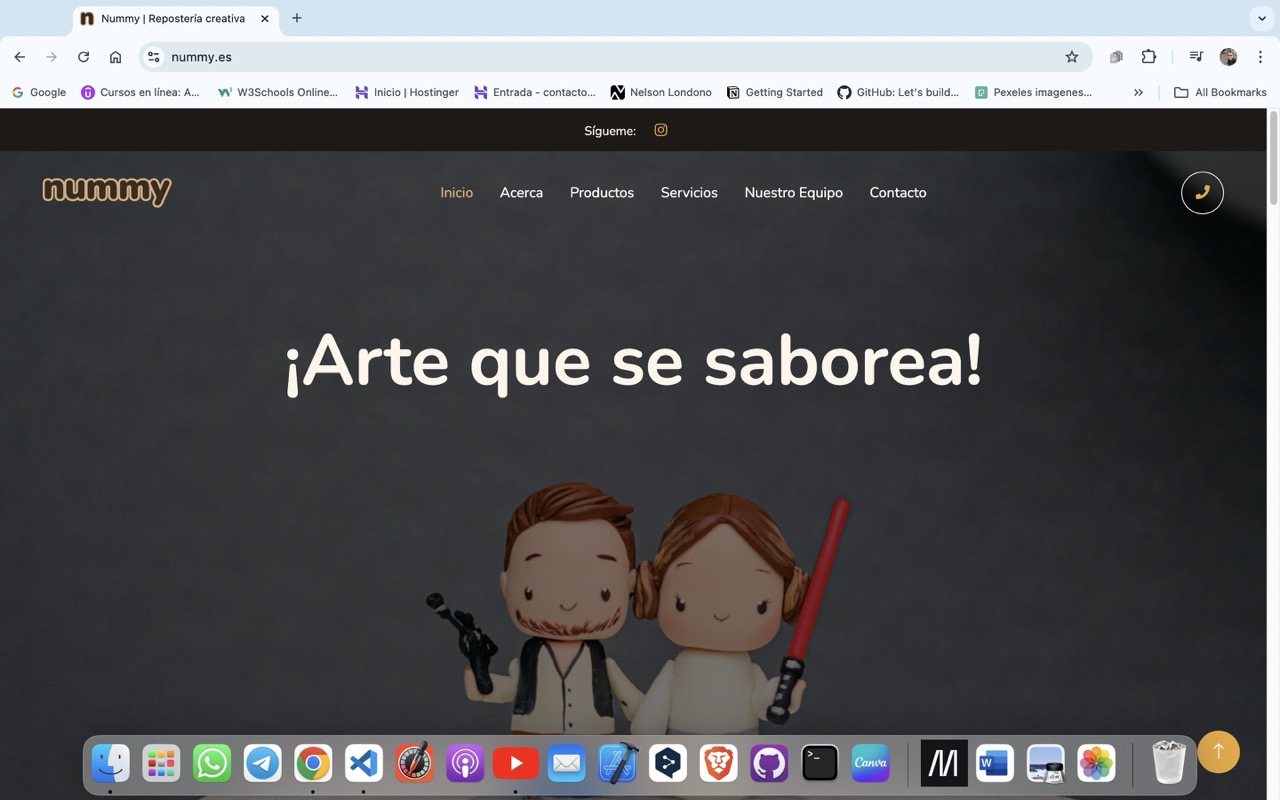 Nummy | Repostería creativa
nummy.es
Google
Cursos en línea: A...
W3Schools Online...
Inicio | Hostinger
Entrada - contacto...
Nelson Londono
Getting Started
GitHub: Let's build...
Pexeles imagenes...
All Bookmarks
Sígueme:
nummy
Inicio
Acerca
Productos
Servicios
Nuestro Equipo
Contacto
¡Arte que se saborea!
Canva